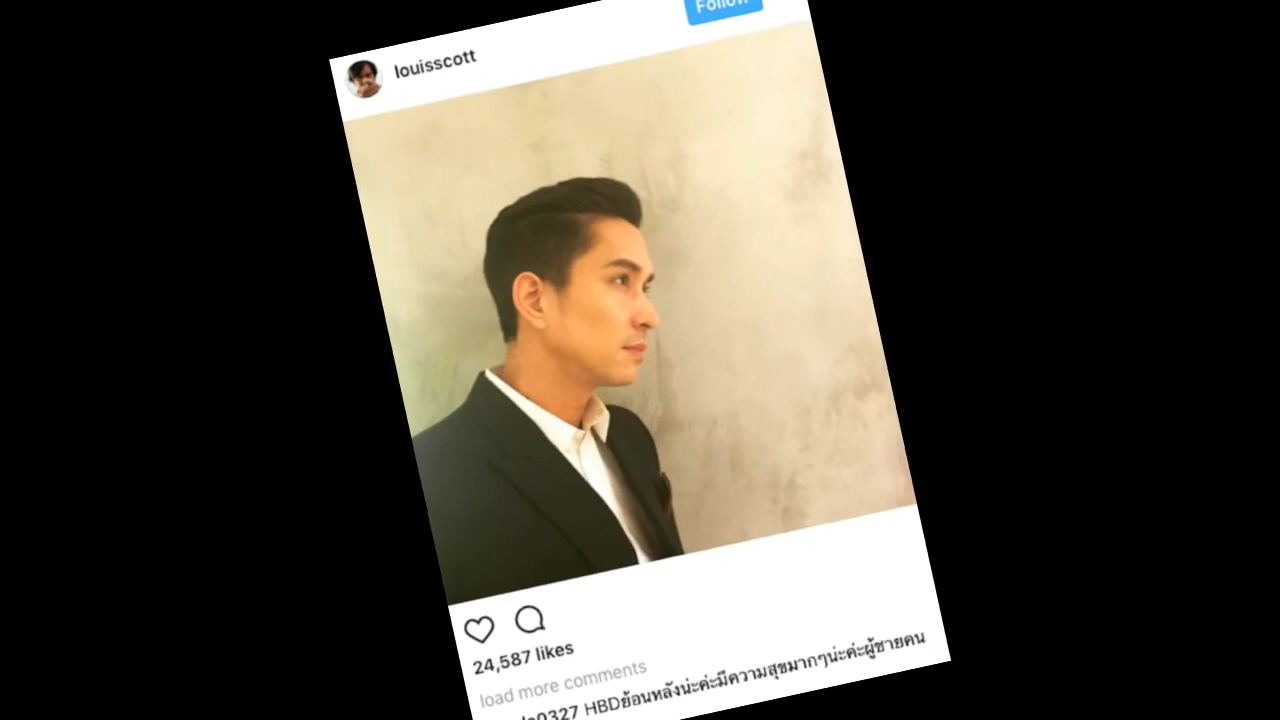 Follow
louisscott
24,587 likes
load more comments
HBDย้อนหลังน่ะค่ะมีความสุขมากๆน่ะค่ะผู้ชายคน